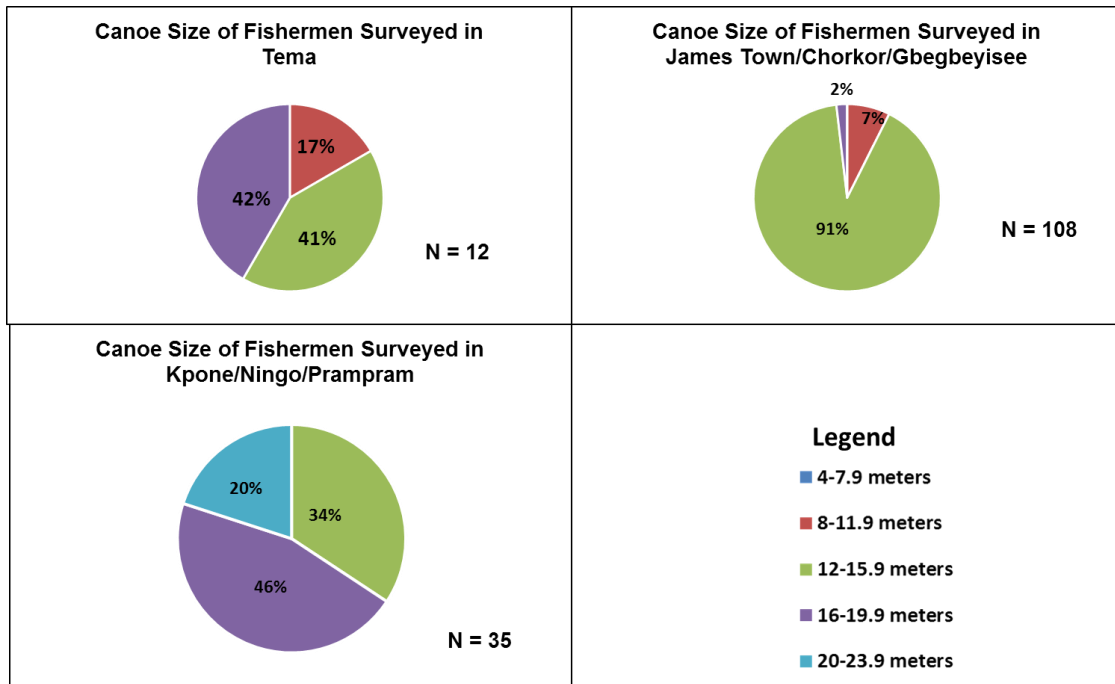 Canoe Size of Fishermen Surveyed in
Tema
17%
42%
41%
N = 12
Canoe Size of Fishermen Surveyed in
James Town/Chorkor/Gbegbeyisee
2%
7%
91%
N = 108
Canoe Size of Fishermen Surveyed in
Kpone/Ningo/Prampram
20%
34%
46%
N = 35
Legend
4-7.9 meters
8-11.9 meters
12-15.9 meters
16-19.9 meters
20-23.9 meters